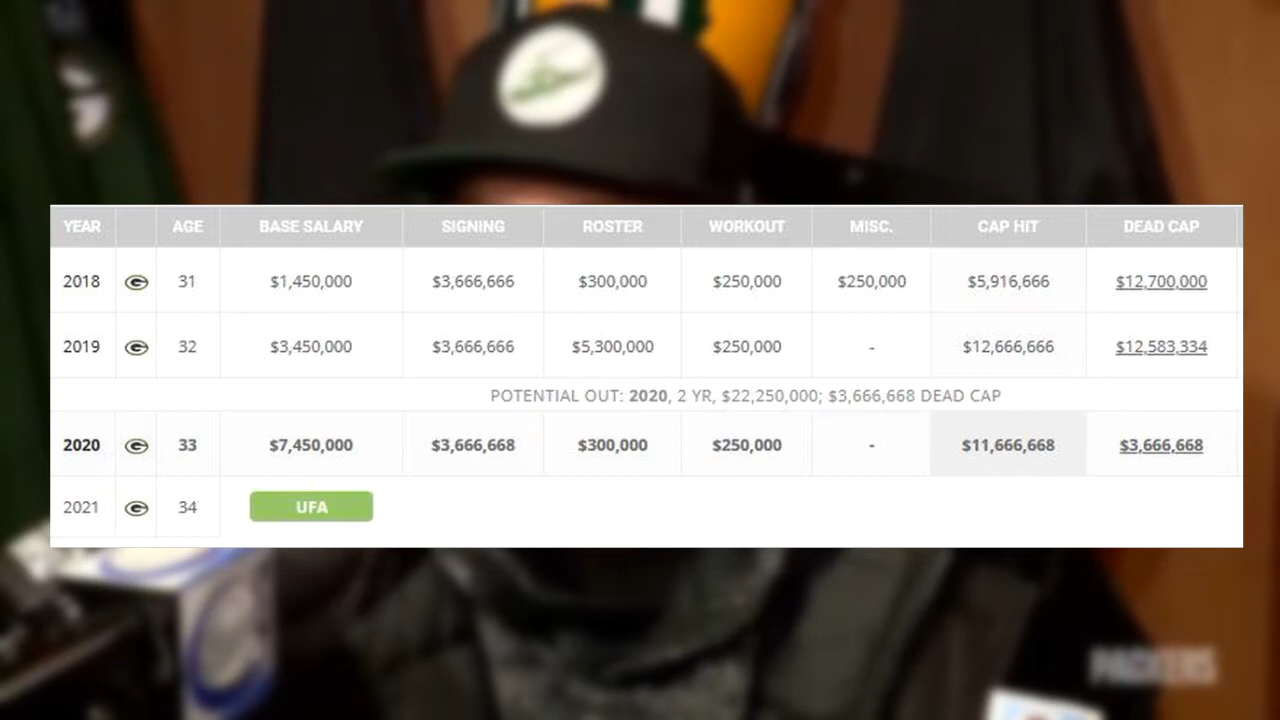 YEAR AGE BASE SALARY SIGNING ROSTER WORKOUT MISC. CAP HIT DEAD CAP
2018 31 $1,450,000 $3,666,666 $300,000 $250,000 $250,000 $5,916,666 $12,700,000
2019 32 $3,450,000 $3,666,666 $5,300,000 $250,000 - $12,666,666 $12,583,334
POTENTIAL OUT: 2020, 2 YR, $22,250,000; $3,666,668 DEAD CAP
2020 33 $7,450,000 $3,666,668 $300,000 $250,000 - $11,666,668 $3,666,668
2021 34 UFA
PACKERS